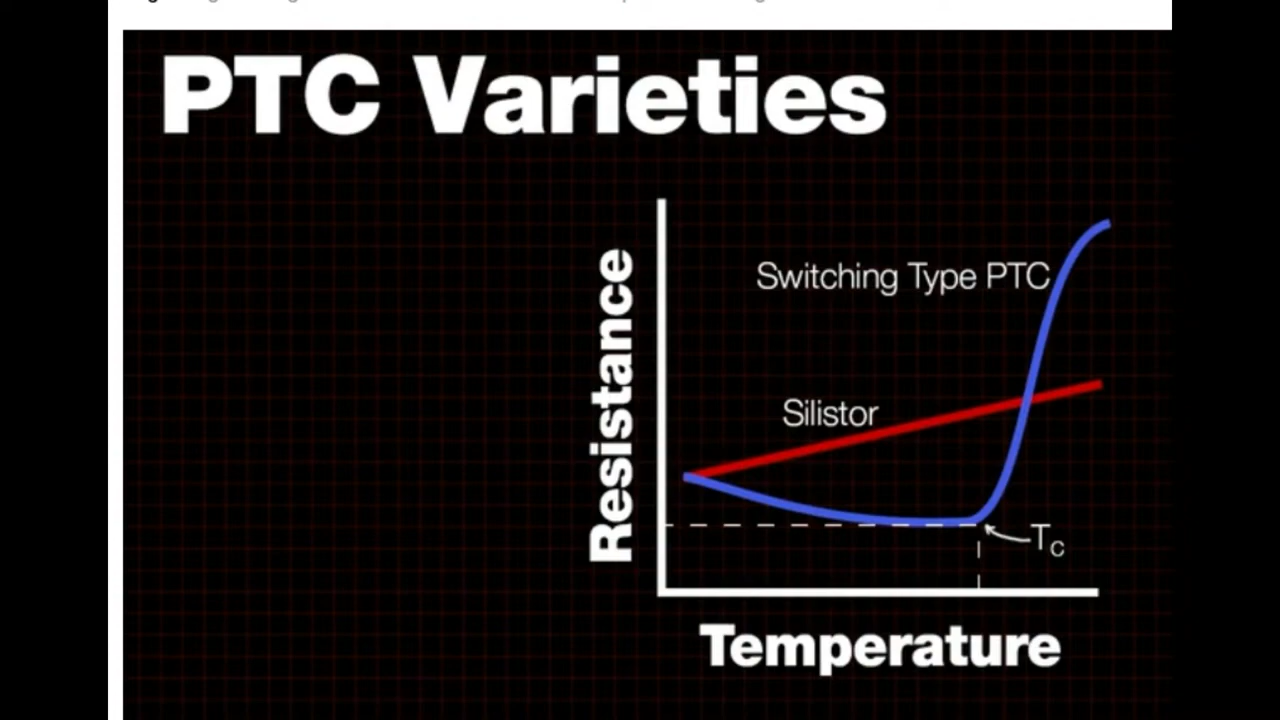 PTC Varieties
Switching Type PTC
Silistor
Resistance
Tc
Temperature